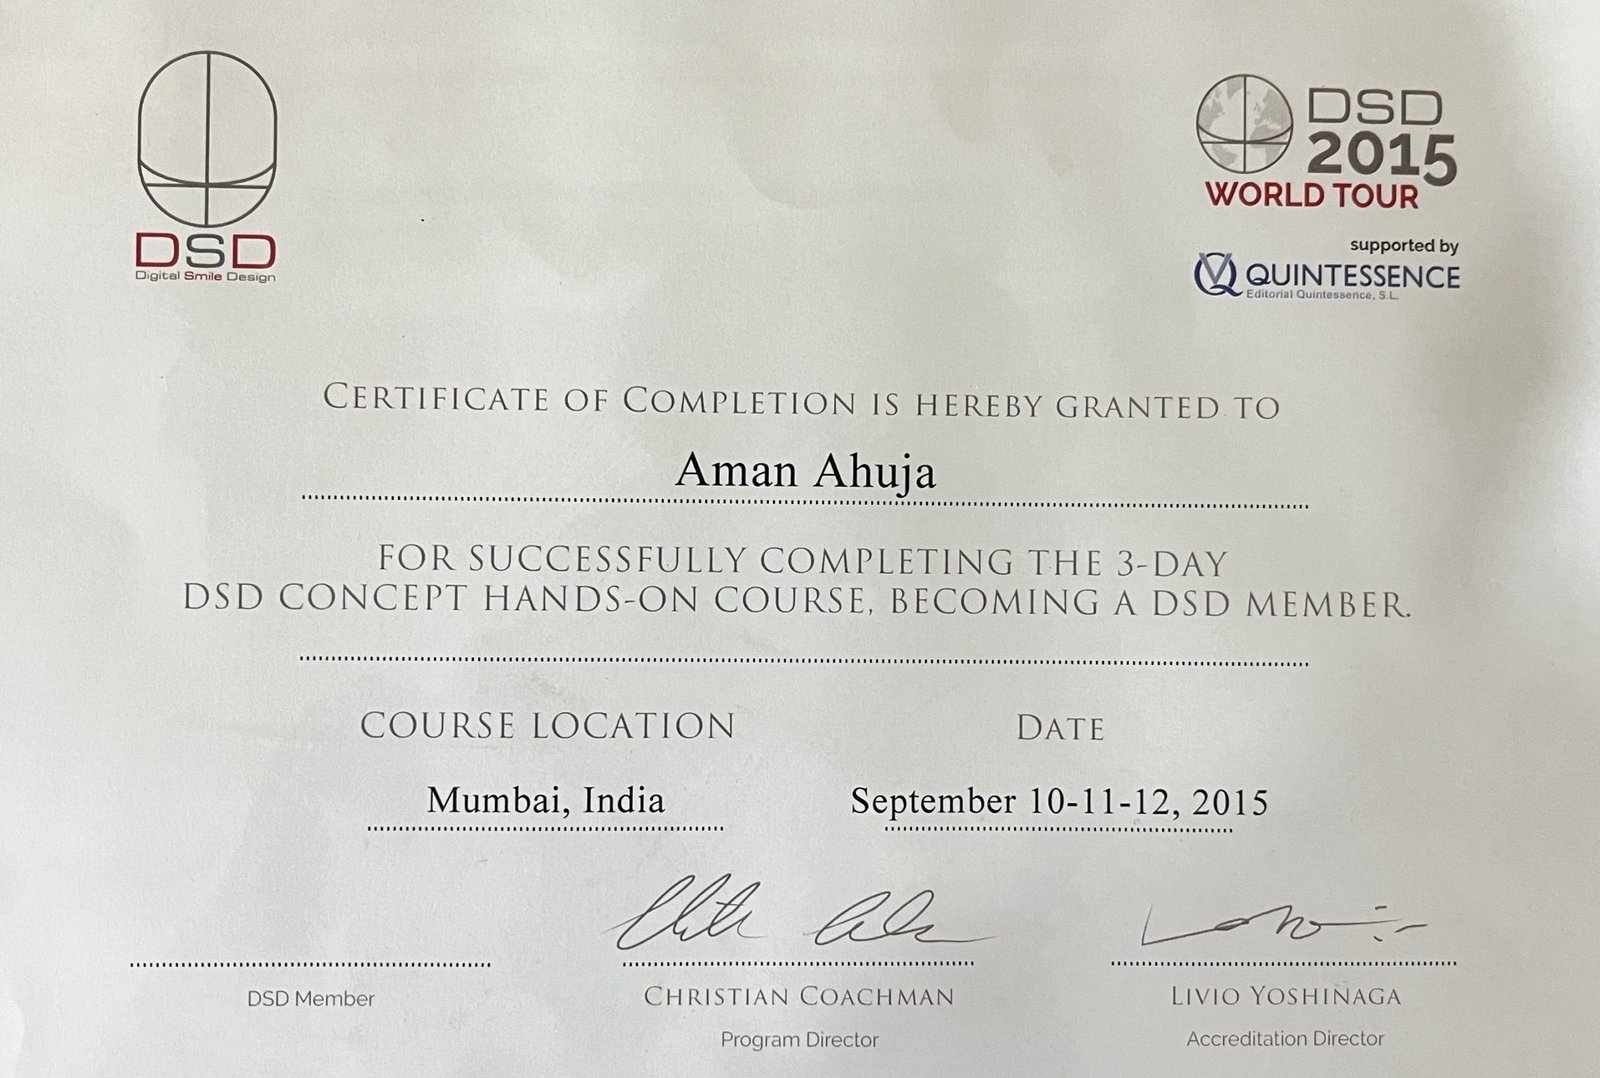 DSD
Digital Smile Design
DSD
2015
WORLD TOUR
supported by
QUINTESSENCE
Editorial Quintessence, S.L.
CERTIFICATE OF COMPLETION IS HEREBY GRANTED TO
Aman Ahuja
FOR SUCCESSFULLY COMPLETING THE 3-DAY
DSD CONCEPT HANDS-ON COURSE, BECOMING A DSD MEMBER.
COURSE LOCATION
DATE
Mumbai, India
September 10-11-12, 2015
DSD Member
CHRISTIAN COACHMAN
Program Director
LIVIO YOSHINAGA
Accreditation Director